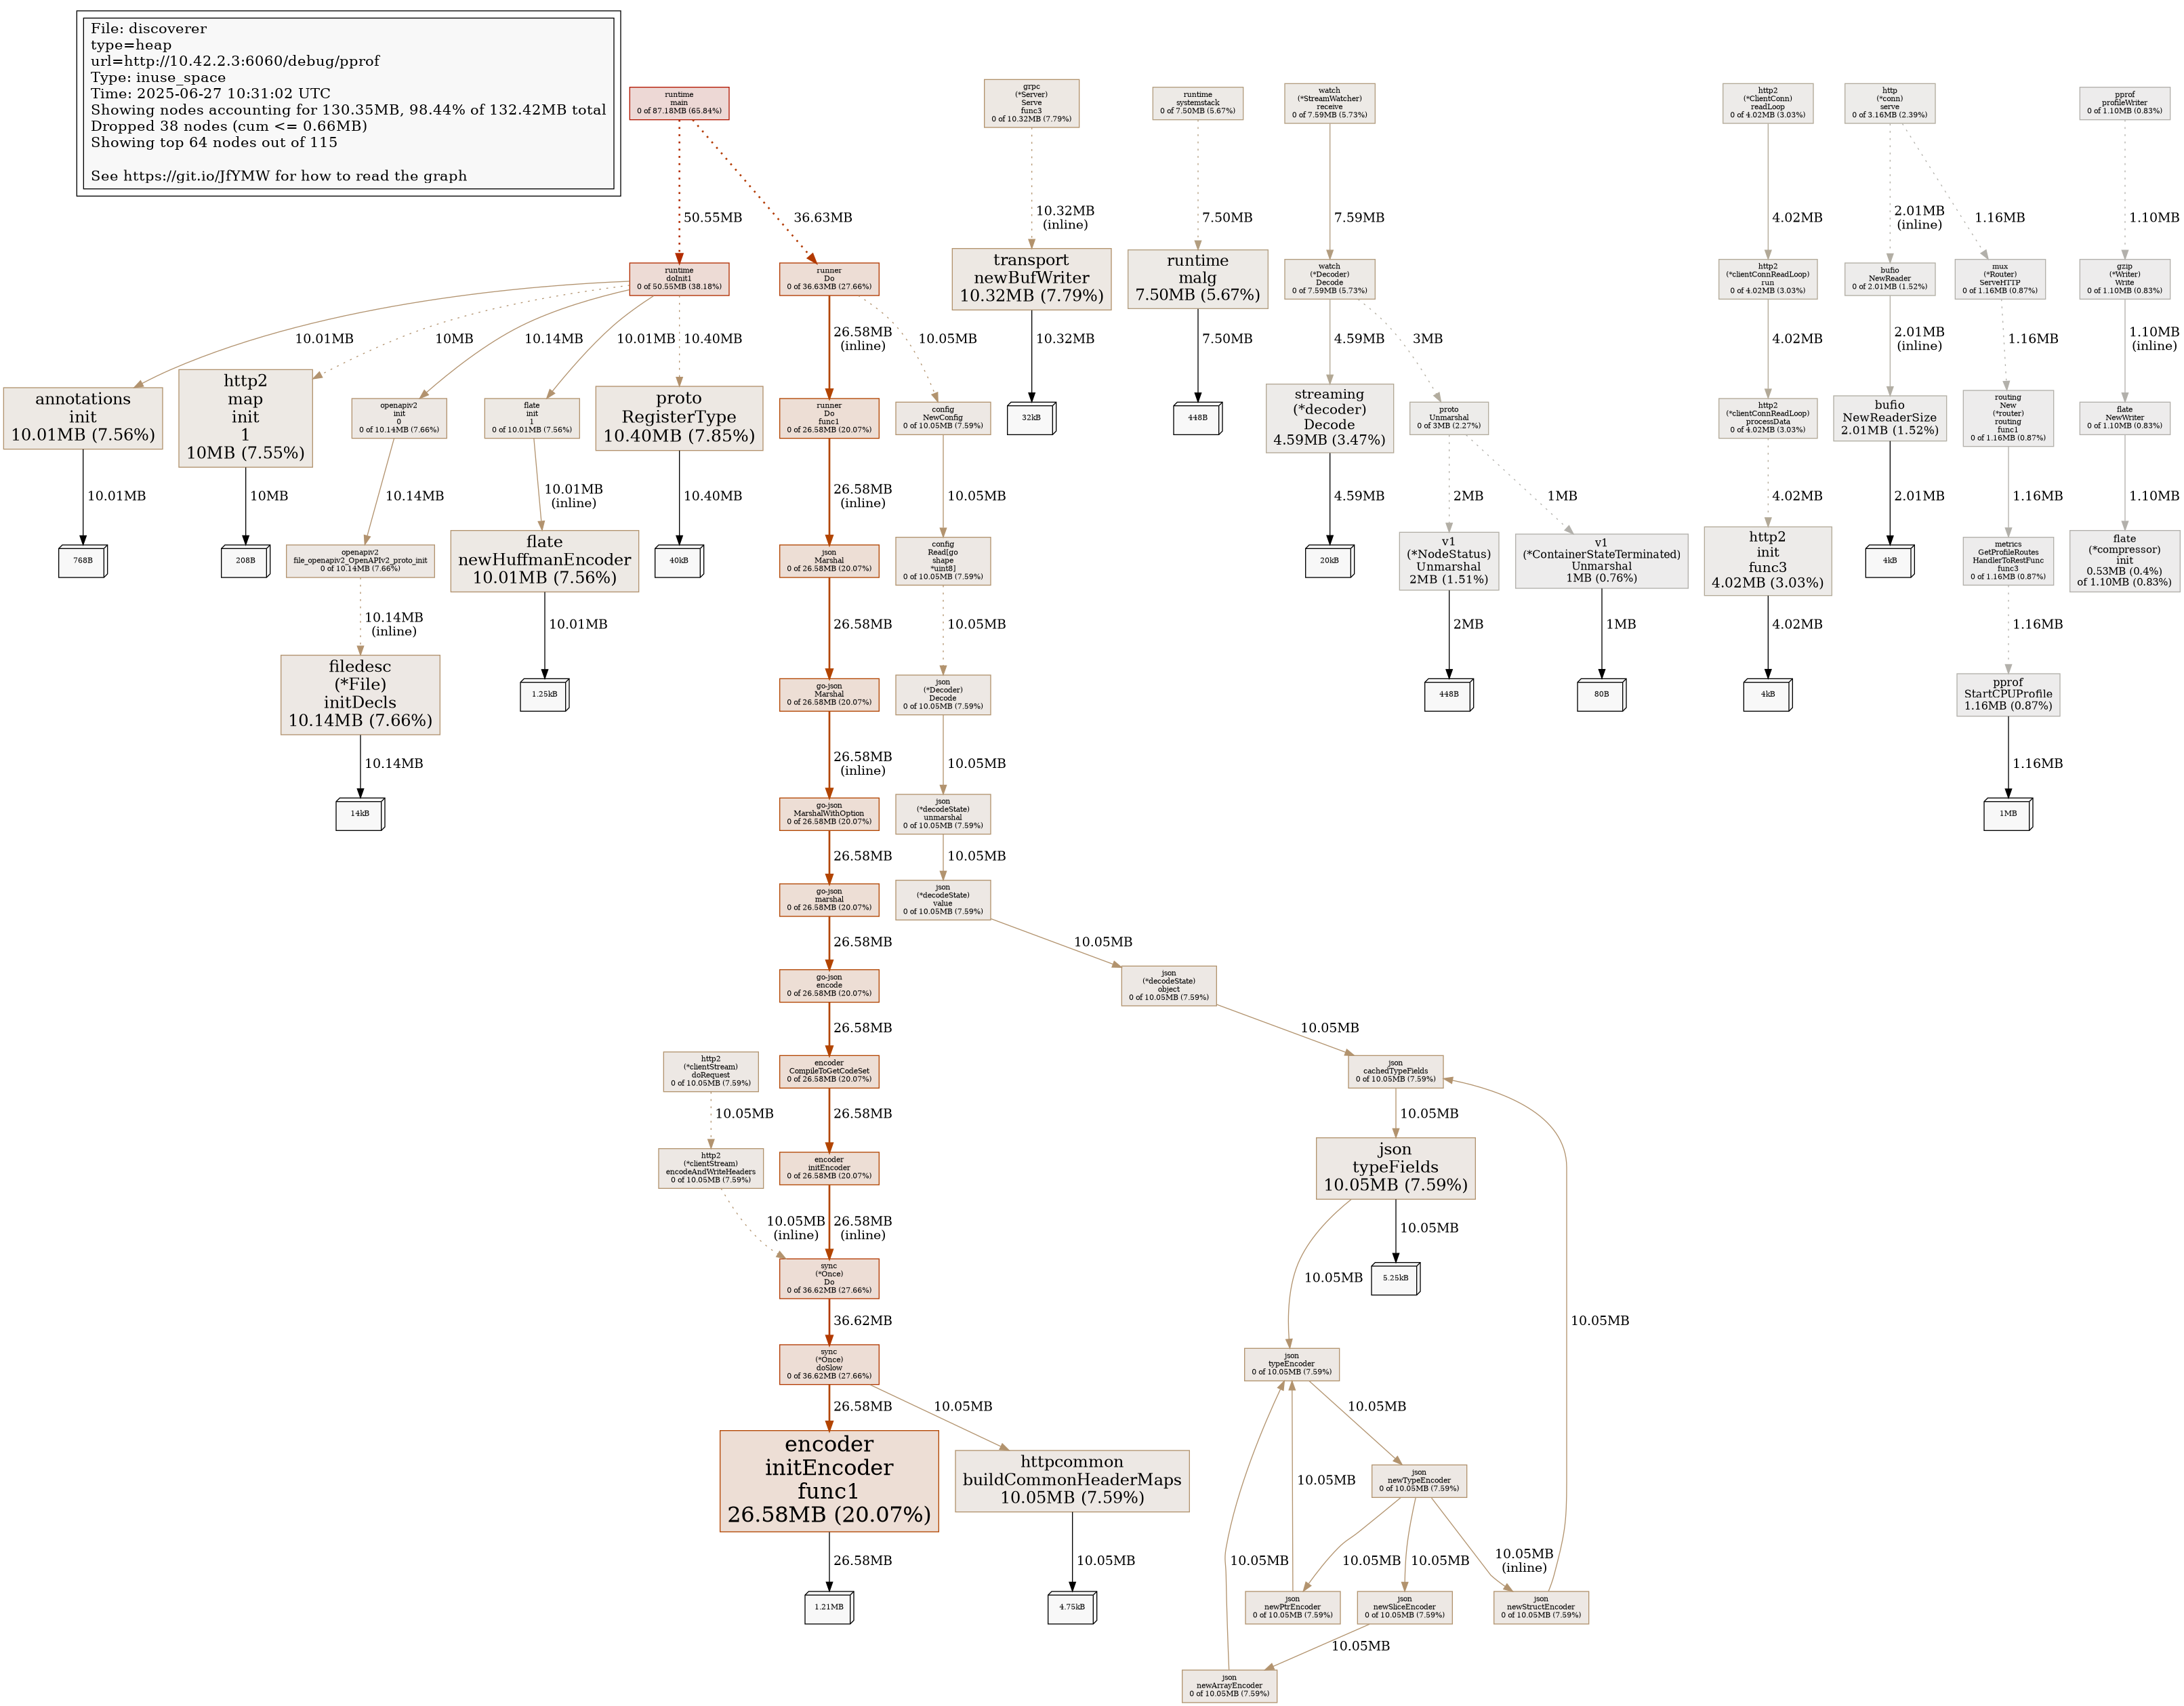 File: discoverer
type=heap
url=http://10.42.2.3:6060/debug/pprof
Type: inuse_space
Time: 2025-06-27 10:31:02 UTC
Showing nodes accounting for 130.35MB, 98.44% of 132.42MB total
Dropped 38 nodes (cum <= 0.66MB)
Showing top 64 nodes out of 115
See https://git.io/JfYMW for how to read the graph
runtime
main
0 of 87.18MB (65.84%)
grpc
(*Server)
Serve
func3
0 of 10.32MB (7.79%)
runtime
systemstack
0 of 7.50MB (5.67%)
watch
(*StreamWatcher)
receive
0 of 7.59MB (5.73%)
http2
(*ClientConn)
readLoop
0 of 4.02MB (3.03%)
http
(*conn)
serve
0 of 3.16MB (2.39%)
pprof
profileWriter
0 of 1.10MB (0.83%)
50.55MB
36.63MB
10.32MB
(inline)
7.50MB
7.59MB
4.02MB
2.01MB
(inline)
1.16MB
1.10MB
runtime
doInit1
0 of 50.55MB (38.18%)
runner
Do
0 of 36.63MB (27.66%)
transport
newBufWriter
10.32MB (7.79%)
runtime
malg
7.50MB (5.67%)
watch
(*Decoder)
Decode
0 of 7.59MB (5.73%)
http2
(*clientConnReadLoop)
run
0 of 4.02MB (3.03%)
bufio
NewReader
0 of 2.01MB (1.52%)
mux
(*Router)
ServeHTTP
0 of 1.16MB (0.87%)
gzip
(*Writer)
Write
0 of 1.10MB (0.83%)
10.01MB
10MB
10.14MB
10.01MB
10.40MB
26.58MB
(inline)
10.05MB
10.32MB
7.50MB
4.59MB
3MB
4.02MB
2.01MB
(inline)
1.16MB
1.10MB
(inline)
annotations
init
10.01MB (7.56%)
http2
map
init
1
10MB (7.55%)
openapiv2
init
0
0 of 10.14MB (7.66%)
flate
init
1
0 of 10.01MB (7.56%)
proto
RegisterType
10.40MB (7.85%)
runner
Do
func1
0 of 26.58MB (20.07%)
config
NewConfig
0 of 10.05MB (7.59%)
32kB
448B
streaming
(*decoder)
Decode
4.59MB (3.47%)
proto
Unmarshal
0 of 3MB (2.27%)
http2
(*clientConnReadLoop)
processData
0 of 4.02MB (3.03%)
bufio
NewReaderSize
2.01MB (1.52%)
routing
New
(*router)
routing
func1
0 of 1.16MB (0.87%)
flate
NewWriter
0 of 1.10MB (0.83%)
10.01MB
10MB
10.14MB
10.01MB
(inline)
10.40MB
26.58MB
(inline)
10.05MB
4.59MB
2MB
1MB
4.02MB
2.01MB
1.16MB
1.10MB
768B
208B
openapiv2
file_openapiv2_OpenAPIv2_proto_init
0 of 10.14MB (7.66%)
flate
newHuffmanEncoder
10.01MB (7.56%)
40kB
json
Marshal
0 of 26.58MB (20.07%)
config
Read[go
shape
*uint8]
0 of 10.05MB (7.59%)
20kB
v1
(*NodeStatus)
Unmarshal
2MB (1.51%)
v1
(*ContainerStateTerminated)
Unmarshal
1MB (0.76%)
http2
init
func3
4.02MB (3.03%)
4kB
metrics
GetProfileRoutes
HandlerToRestFunc
func3
0 of 1.16MB (0.87%)
flate
(*compressor)
init
0.53MB (0.4%)
of 1.10MB (0.83%)
10.14MB
(inline)
10.01MB
26.58MB
10.05MB
2MB
1MB
4.02MB
1.16MB
filedesc
(*File)
initDecls
10.14MB (7.66%)
1.25kB
go-json
Marshal
0 of 26.58MB (20.07%)
json
(*Decoder)
Decode
0 of 10.05MB (7.59%)
448B
80B
4kB
pprof
StartCPUProfile
1.16MB (0.87%)
10.14MB
26.58MB
(inline)
10.05MB
1.16MB
14kB
go-json
MarshalWithOption
0 of 26.58MB (20.07%)
json
(*decodeState)
unmarshal
0 of 10.05MB (7.59%)
1MB
26.58MB
10.05MB
go-json
marshal
0 of 26.58MB (20.07%)
json
(*decodeState)
value
0 of 10.05MB (7.59%)
26.58MB
10.05MB
go-json
encode
0 of 26.58MB (20.07%)
json
(*decodeState)
object
0 of 10.05MB (7.59%)
26.58MB
10.05MB
http2
(*clientStream)
doRequest
0 of 10.05MB (7.59%)
encoder
CompileToGetCodeSet
0 of 26.58MB (20.07%)
json
cachedTypeFields
0 of 10.05MB (7.59%)
10.05MB
26.58MB
10.05MB
http2
(*clientStream)
encodeAndWriteHeaders
0 of 10.05MB (7.59%)
encoder
initEncoder
0 of 26.58MB (20.07%)
json
typeFields
10.05MB (7.59%)
10.05MB
(inline)
26.58MB
(inline)
10.05MB
sync
(*Once)
Do
0 of 36.62MB (27.66%)
10.05MB
5.25kB
36.62MB
10.05MB
sync
(*Once)
doSlow
0 of 36.62MB (27.66%)
json
typeEncoder
0 of 10.05MB (7.59%)
26.58MB
10.05MB
10.05MB
encoder
initEncoder
func1
26.58MB (20.07%)
httpcommon
buildCommonHeaderMaps
10.05MB (7.59%)
10.05MB
json
newTypeEncoder
0 of 10.05MB (7.59%)
26.58MB
10.05MB
10.05MB
10.05MB
10.05MB
10.05MB
(inline)
1.21MB
4.75kB
json
newPtrEncoder
0 of 10.05MB (7.59%)
json
newSliceEncoder
0 of 10.05MB (7.59%)
json
newStructEncoder
0 of 10.05MB (7.59%)
10.05MB
json
newArrayEncoder
0 of 10.05MB (7.59%)